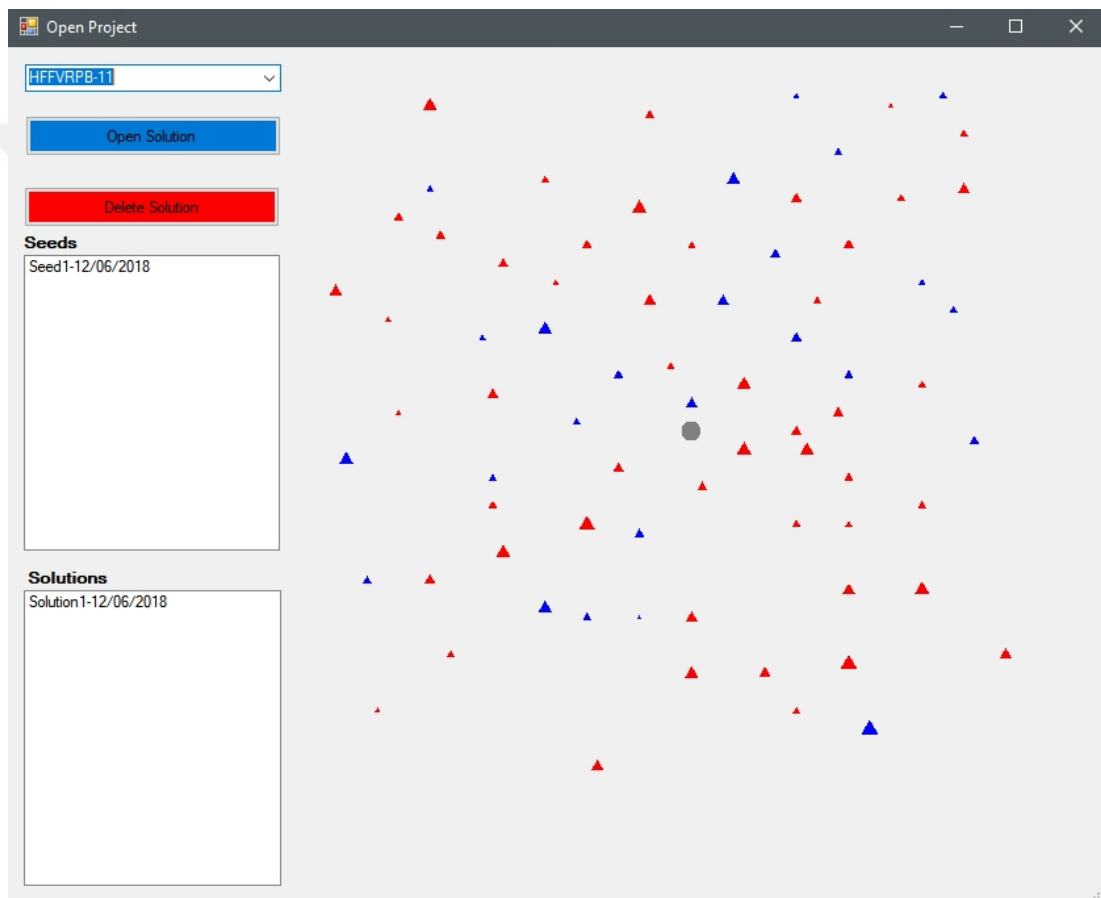 Open Project
HFFVRPB-11
Open Solution
Delete Solution
Seeds
Seed1-12/06/2018
Solutions
Solution1-12/06/2018